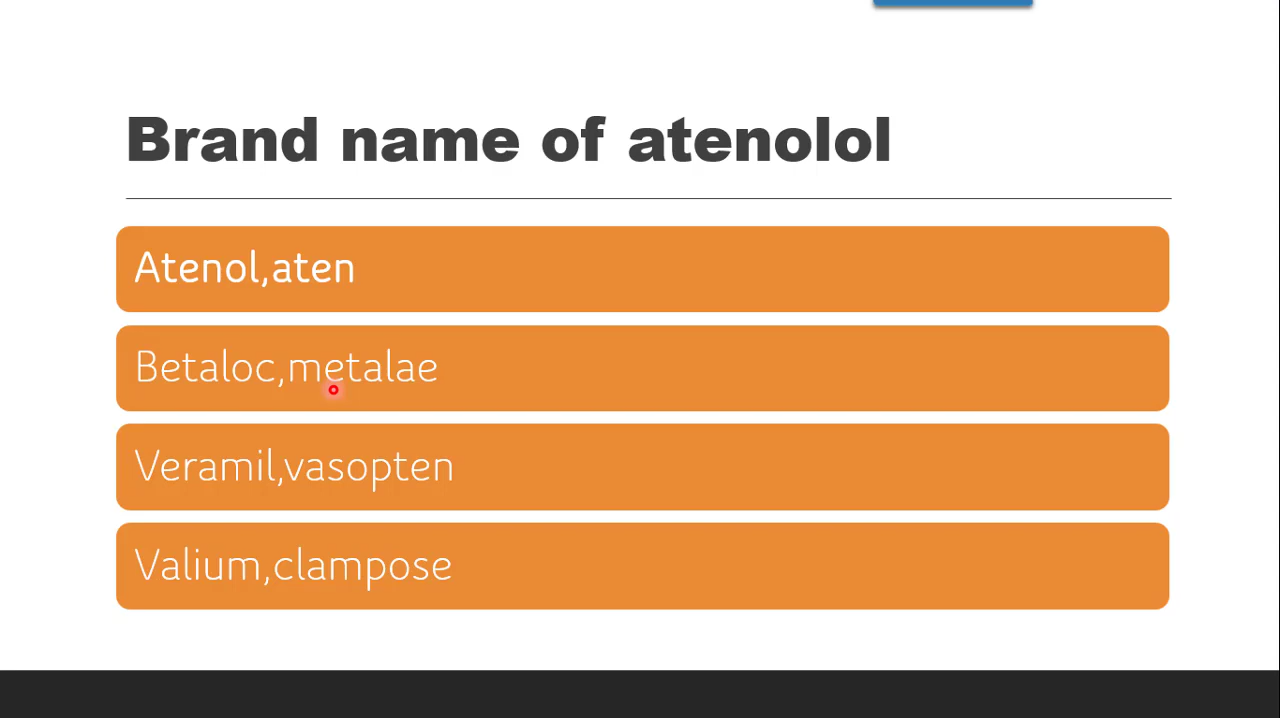 Brand name of atenolol
Atenol,aten
Betaloc,metalae
Veramil,vasopten
Valium,clampose